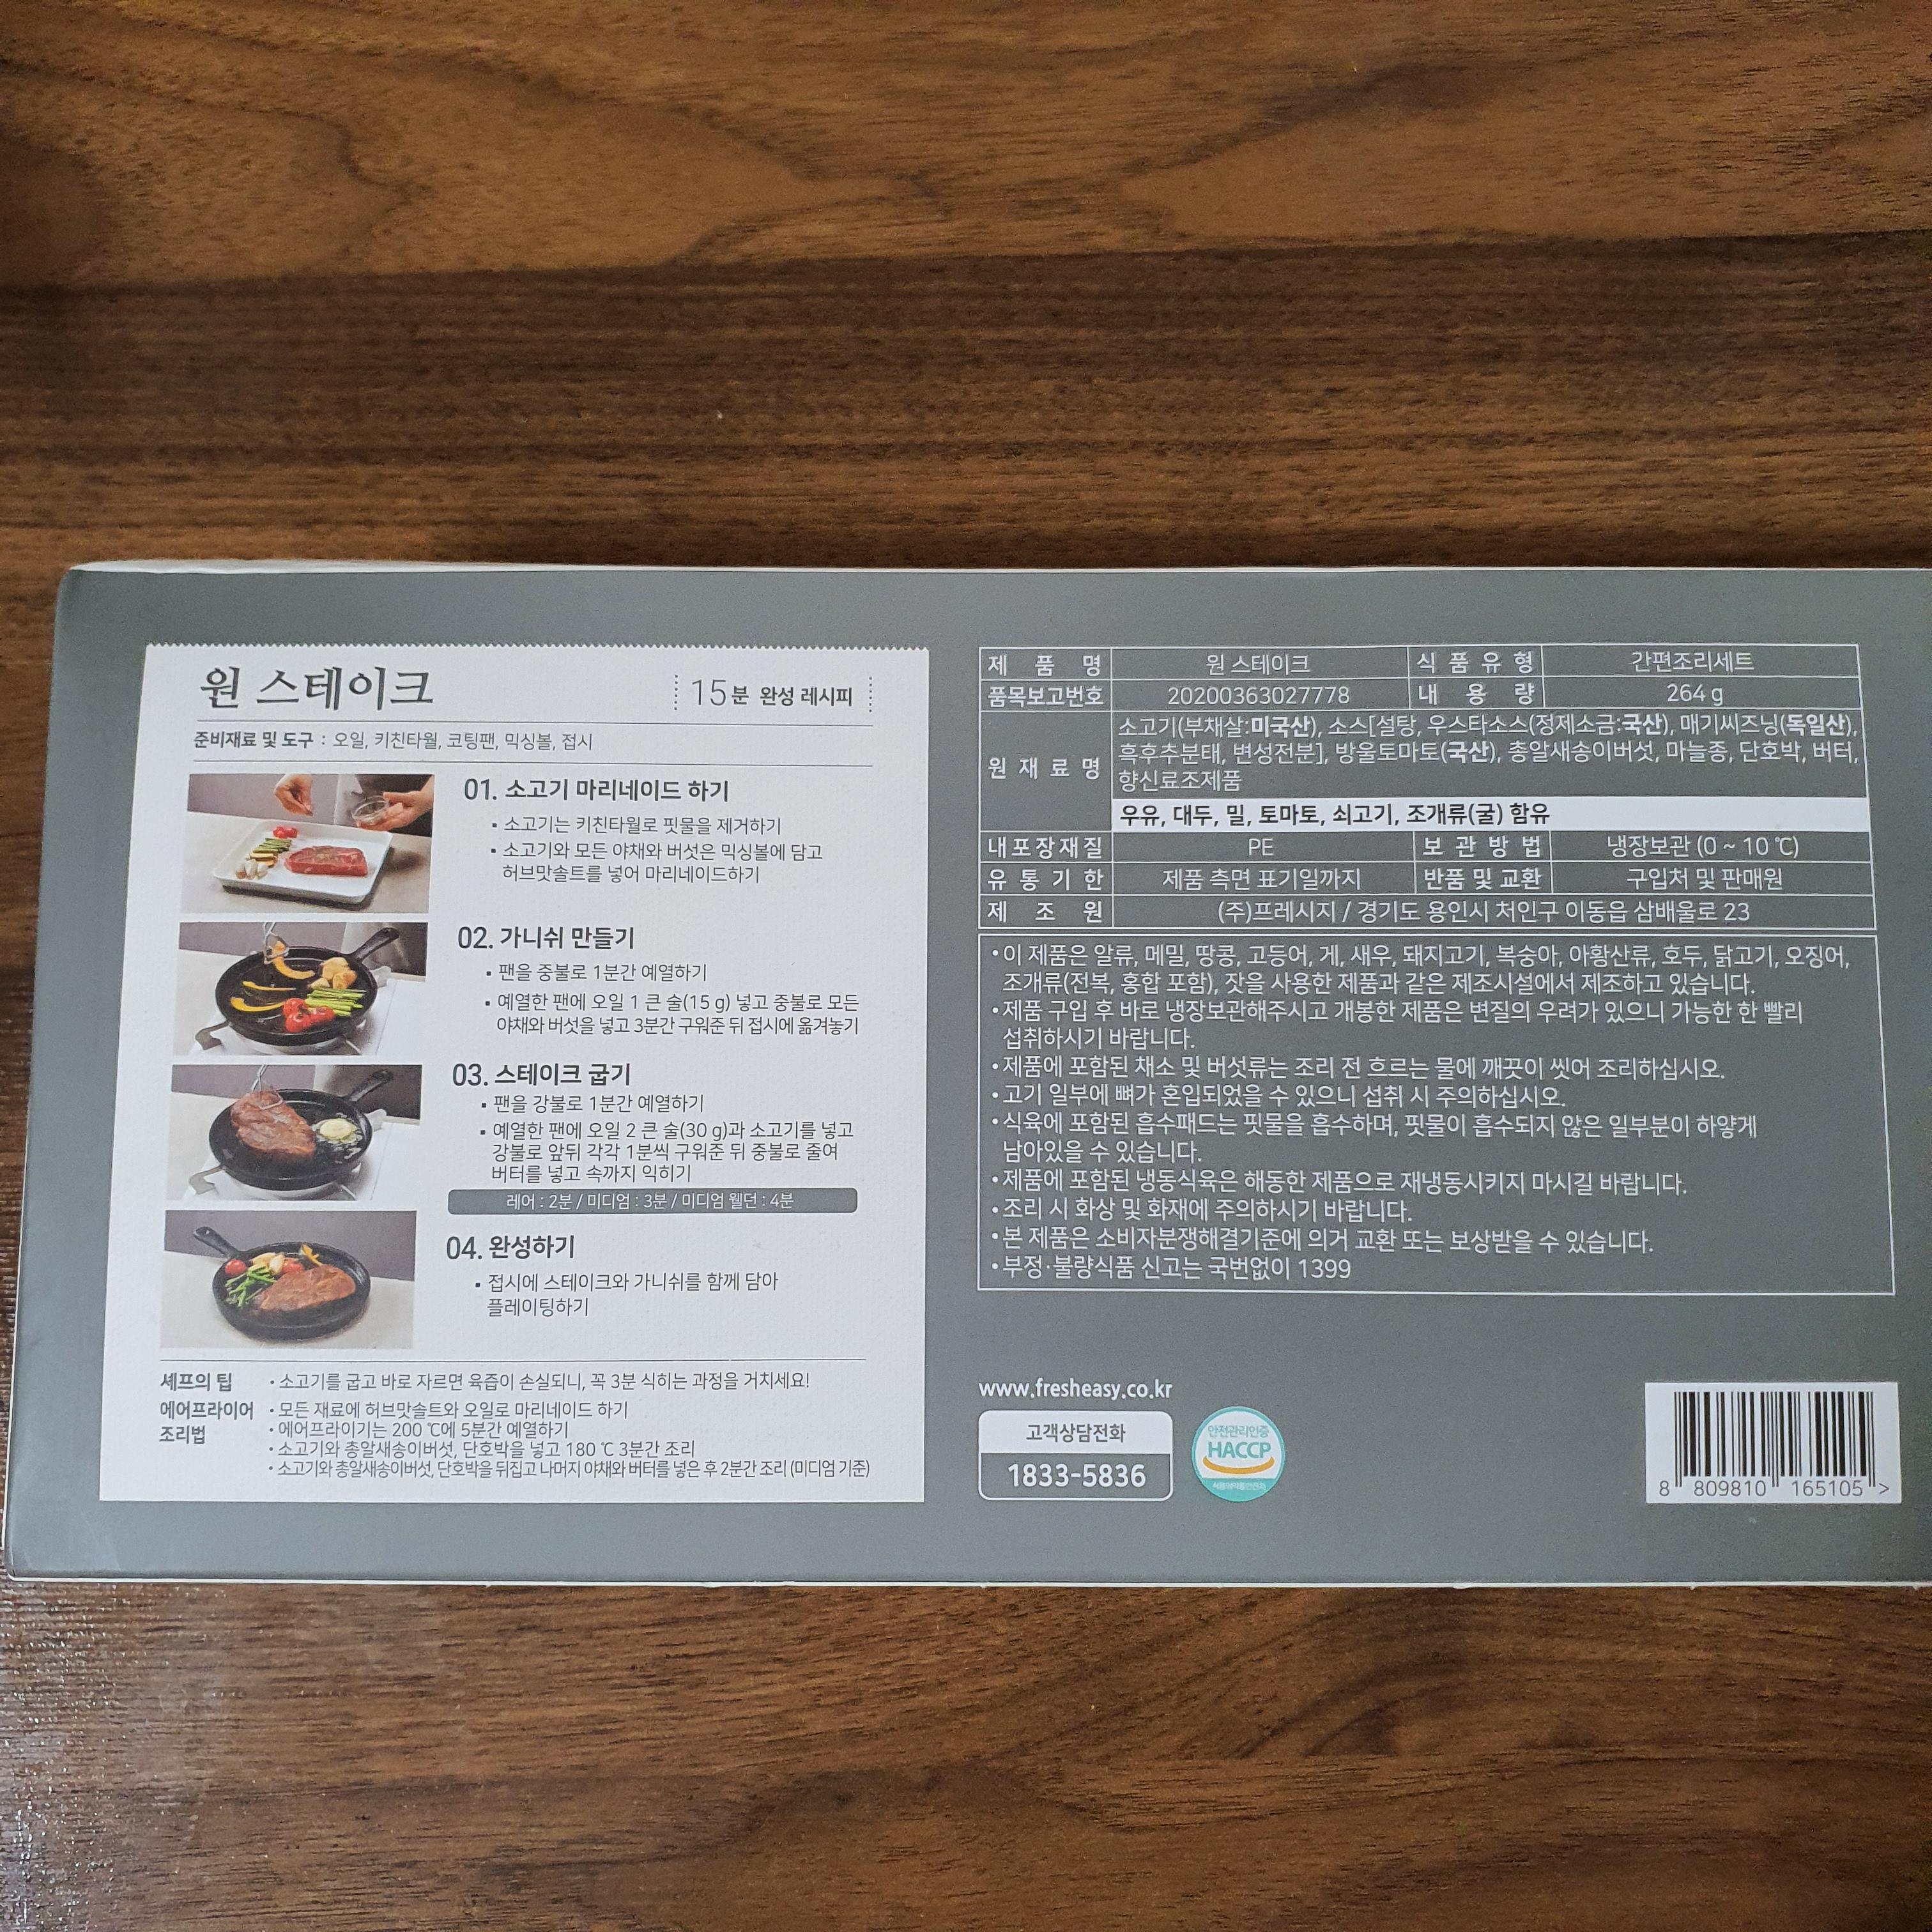 원 스테이크
15분 완성 레시피
준비재료 및 도구 : 오일, 키친타월, 코팅팬, 믹싱볼, 접시
01. 소고기 마리네이드 하기
▪ 소고기는 키친타월로 핏물을 제거하기
▪ 소고기와 모든 야채와 버섯은 믹싱볼에 담고
허브맛솔트를 넣어 마리네이드하기
02. 가니쉬 만들기
▪ 팬을 중불로 1분간 예열하기
▪ 예열한 팬에 오일 1 큰 술(15 g) 넣고 중불로 모든
야채와 버섯을 넣고 3분간 구워준 뒤 접시에 옮겨놓기
03. 스테이크 굽기
▪ 팬을 강불로 1분간 예열하기
▪ 예열한 팬에 오일 2 큰 술(30 g)과 소고기를 넣고
강불로 앞뒤 각각 1분씩 구워준 뒤 중불로 줄여
버터를 넣고 속까지 익히기
레어 : 2분 / 미디엄 : 3분 / 미디엄 웰던 : 4분
04. 완성하기
▪ 접시에 스테이크와 가니쉬를 함께 담아
플레이팅하기
셰프의 팁 • 소고기를 굽고 바로 자르면 육즙이 손실되니, 꼭 3분 식히는 과정을 거치세요!
에어프라이어 • 모든 재료에 허브맛솔트와 오일로 마리네이드 하기
조리법 • 에어프라이기는 200 ℃에 5분간 예열하기
• 소고기와 총알새송이버섯, 단호박을 넣고 180 ℃ 3분간 조리
• 소고기와 총알새송이버섯, 단호박을 뒤집고 나머지 야채와 버터를 넣은 후 2분간 조리 (미디엄 기준)
제 품 명 원 스테이크 식 품 유 형 간편조리세트
품목보고번호 20200363027778 내 용 량 264 g
원 재 료 명 소고기(부채살:미국산), 소스[설탕, 우스타소스(정제소금:국산), 매기씨즈닝(독일산),
흑후추분태, 변성전분], 방울토마토(국산), 총알새송이버섯, 마늘종, 단호박, 버터,
향신료조제품
우유, 대두, 밀, 토마토, 쇠고기, 조개류(굴) 함유
내포장재질 PE 보 관 방 법 냉장보관 (0 ~ 10 ℃)
유 통 기 한 제품 측면 표기일까지 반품 및 교환 구입처 및 판매원
제 조 원 (주)프레시지 / 경기도 용인시 처인구 이동읍 삼배울로 23
• 이 제품은 알류, 메밀, 땅콩, 고등어, 게, 새우, 돼지고기, 복숭아, 아황산류, 호두, 닭고기, 오징어,
조개류(전복, 홍합 포함), 잣을 사용한 제품과 같은 제조시설에서 제조하고 있습니다.
• 제품 구입 후 바로 냉장보관해주시고 개봉한 제품은 변질의 우려가 있으니 가능한 한 빨리
섭취하시기 바랍니다.
• 제품에 포함된 채소 및 버섯류는 조리 전 흐르는 물에 깨끗이 씻어 조리하십시오.
• 고기 일부에 뼈가 혼입되었을 수 있으니 섭취 시 주의하십시오.
• 식육에 포함된 흡수패드는 핏물을 흡수하며, 핏물이 흡수되지 않은 일부분이 하얗게
남아있을 수 있습니다.
• 제품에 포함된 냉동식육은 해동한 제품으로 재냉동시키지 마시길 바랍니다.
• 조리 시 화상 및 화재에 주의하시기 바랍니다.
• 본 제품은 소비자분쟁해결기준에 의거 교환 또는 보상받을 수 있습니다.
• 부정·불량식품 신고는 국번없이 1399
www.fresheasy.co.kr
고객상담전화
1833-5836
안전관리인증
HACCP
8 809810 165105 >